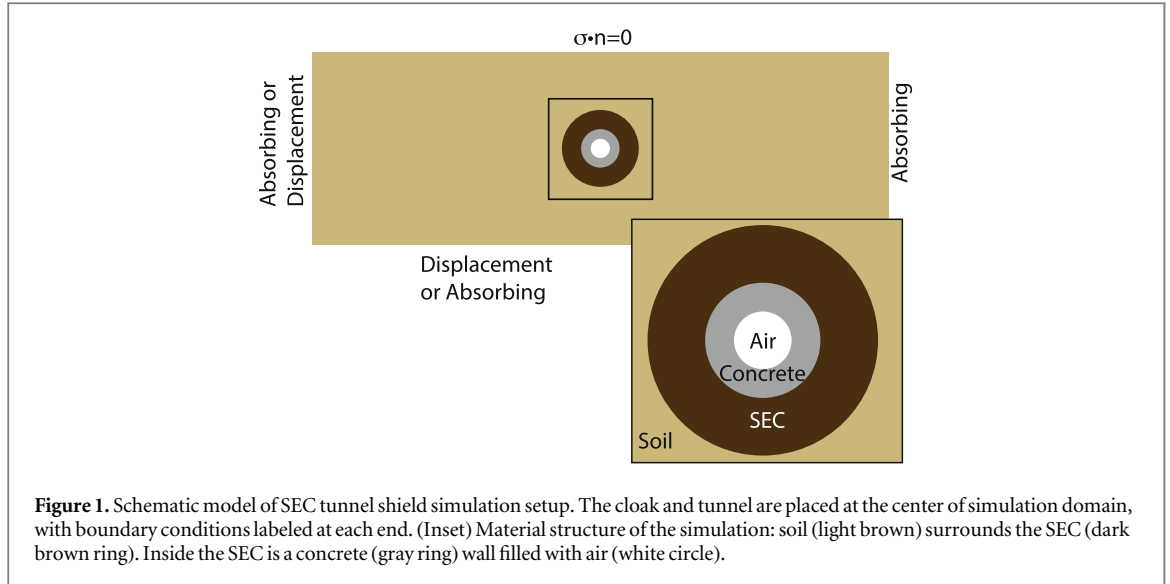 σ•n=0
Absorbing or
Displacement
Absorbing
Displacement
or Absorbing
Air
Concrete
SEC
Soil
Figure 1. Schematic model of SEC tunnel shield simulation setup. The cloak and tunnel are placed at the center of simulation domain,
with boundary conditions labeled at each end. (Inset) Material structure of the simulation: soil (light brown) surrounds the SEC (dark
brown ring). Inside the SEC is a concrete (gray ring) wall filled with air (white circle).